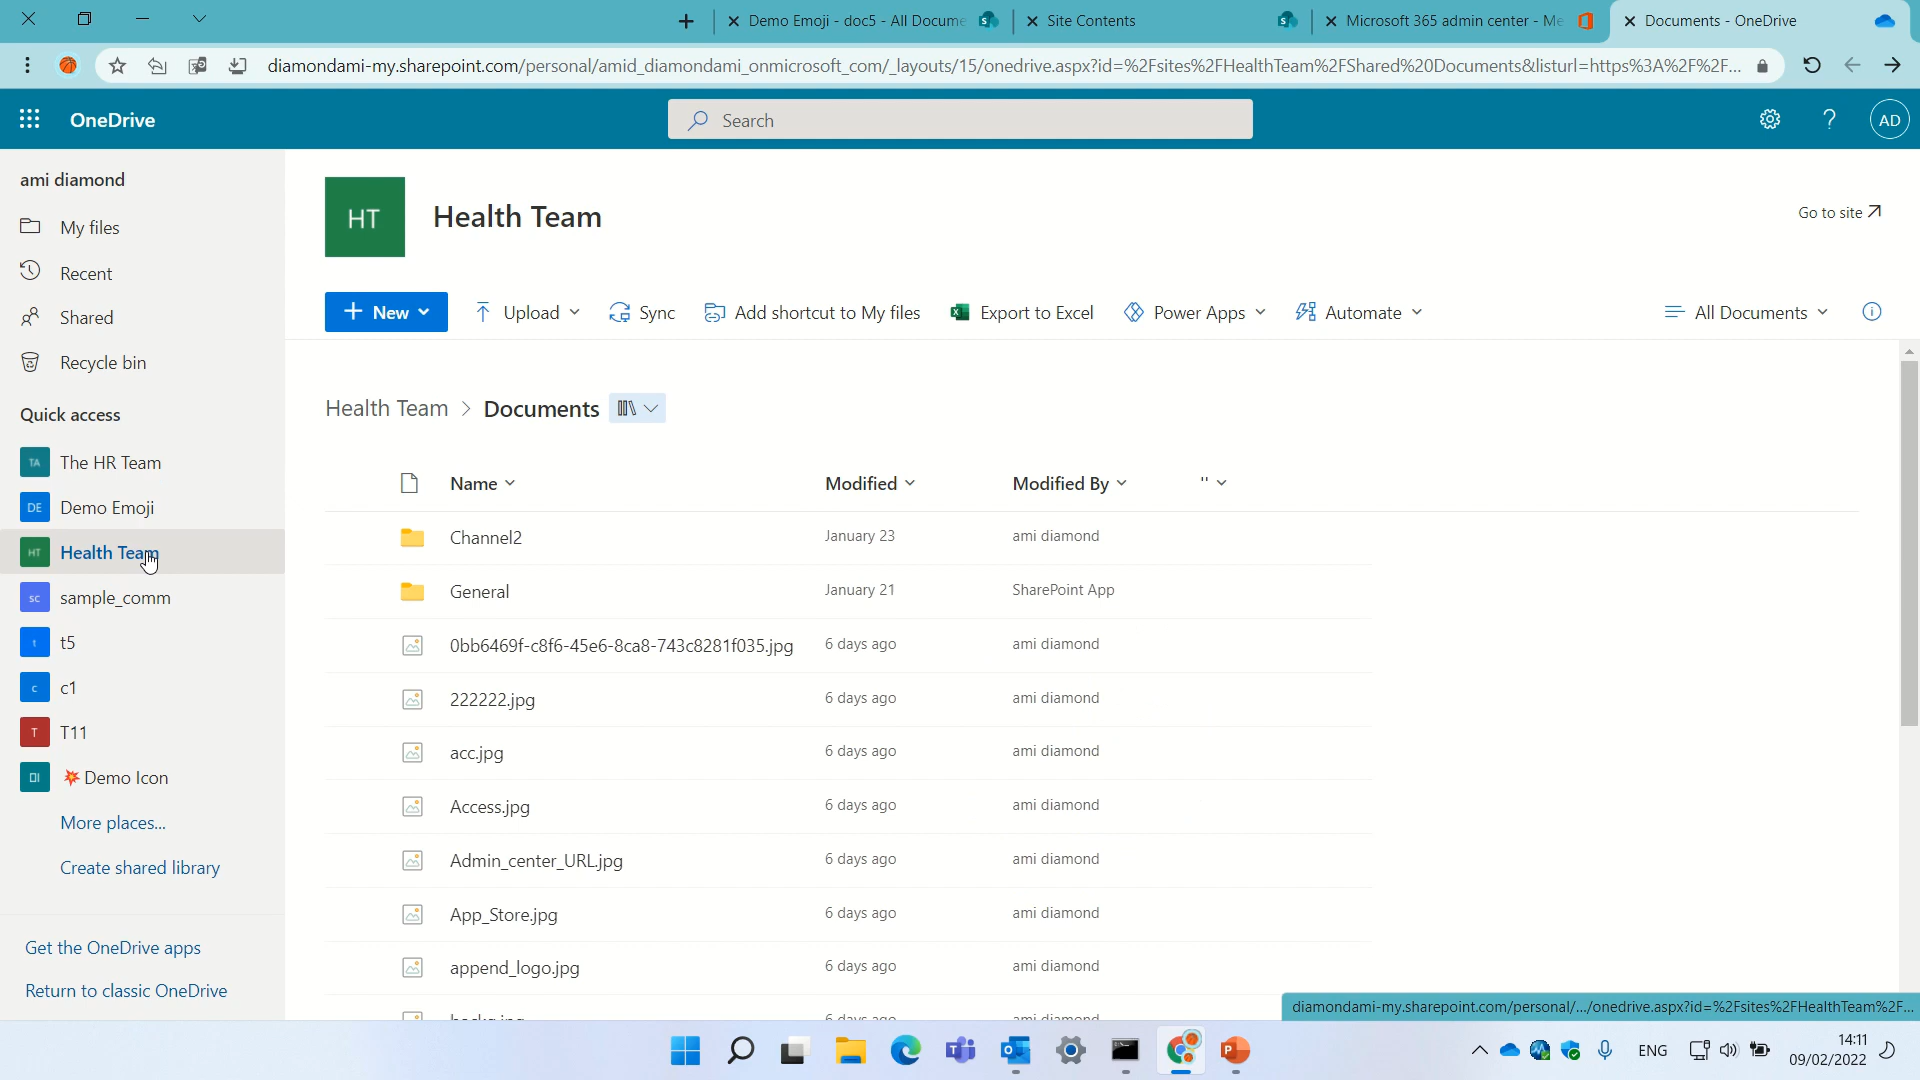 Demo Emoji - doc5 - All Docume
Site Contents
Microsoft 365 admin center - Me
Documents - OneDrive
diamondami-my.sharepoint.com/personal/amid_diamondami_onmicrosoft_com/_layouts/15/onedrive.aspx?id=%2Fsites%2FHealthTeam%2FShared%20Documents&listurl=https%3A%2F%2F...
OneDrive
Search
AD
ami diamond
My files
Recent
Shared
Recycle bin
Quick access
TA The HR Team
DE Demo Emoji
HT Health Team
sc sample_comm
t t5
c c1
T T11
DI 💥Demo Icon
More places...
Create shared library
Get the OneDrive apps
Return to classic OneDrive
HT
Health Team
Go to site
New
Upload
Sync
Add shortcut to My files
Export to Excel
Power Apps
Automate
All Documents
Health Team > Documents
Name Modified Modified By "
Channel2 January 23 ami diamond
General January 21 SharePoint App
0bb6469f-c8f6-45e6-8ca8-743c8281f035.jpg 6 days ago ami diamond
222222.jpg 6 days ago ami diamond
acc.jpg 6 days ago ami diamond
Access.jpg 6 days ago ami diamond
Admin_center_URL.jpg 6 days ago ami diamond
App_Store.jpg 6 days ago ami diamond
append_logo.jpg 6 days ago ami diamond
6 days ago ami diamond
diamondami-my.sharepoint.com/personal/.../onedrive.aspx?id=%2Fsites%2FHealthTeam%2F...
ENG
14:11
09/02/2022